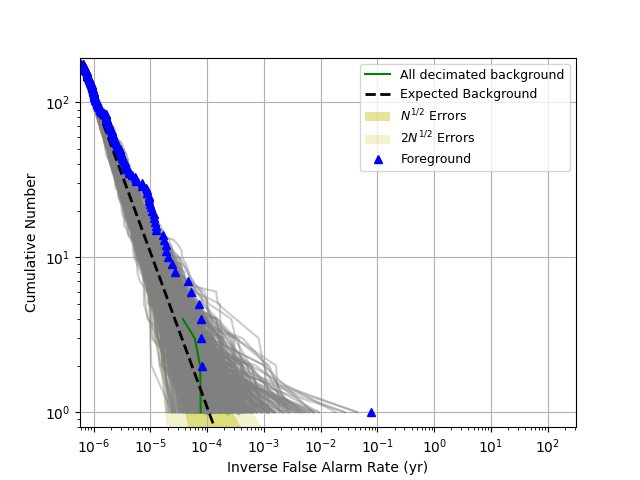 All decimated background
Expected Background
$N^{1/2}$ Errors
$2N^{1/2}$ Errors
Foreground
Cumulative Number
$10^2$
$10^1$
$10^0$
$10^{-6}$ $10^{-5}$ $10^{-4}$ $10^{-3}$ $10^{-2}$ $10^{-1}$ $10^0$ $10^1$ $10^2$
Inverse False Alarm Rate (yr)